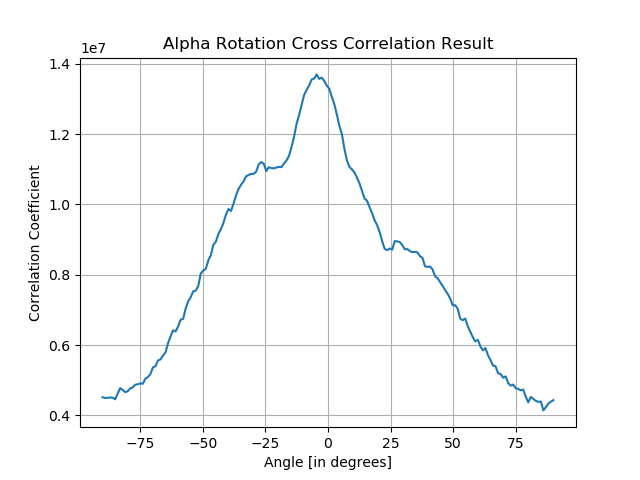 Alpha Rotation Cross Correlation Result
1e7
1.4
1.2
1.0
0.8
0.6
0.4
Correlation Coefficient
−75 −50 −25 0 25 50 75
Angle [in degrees]